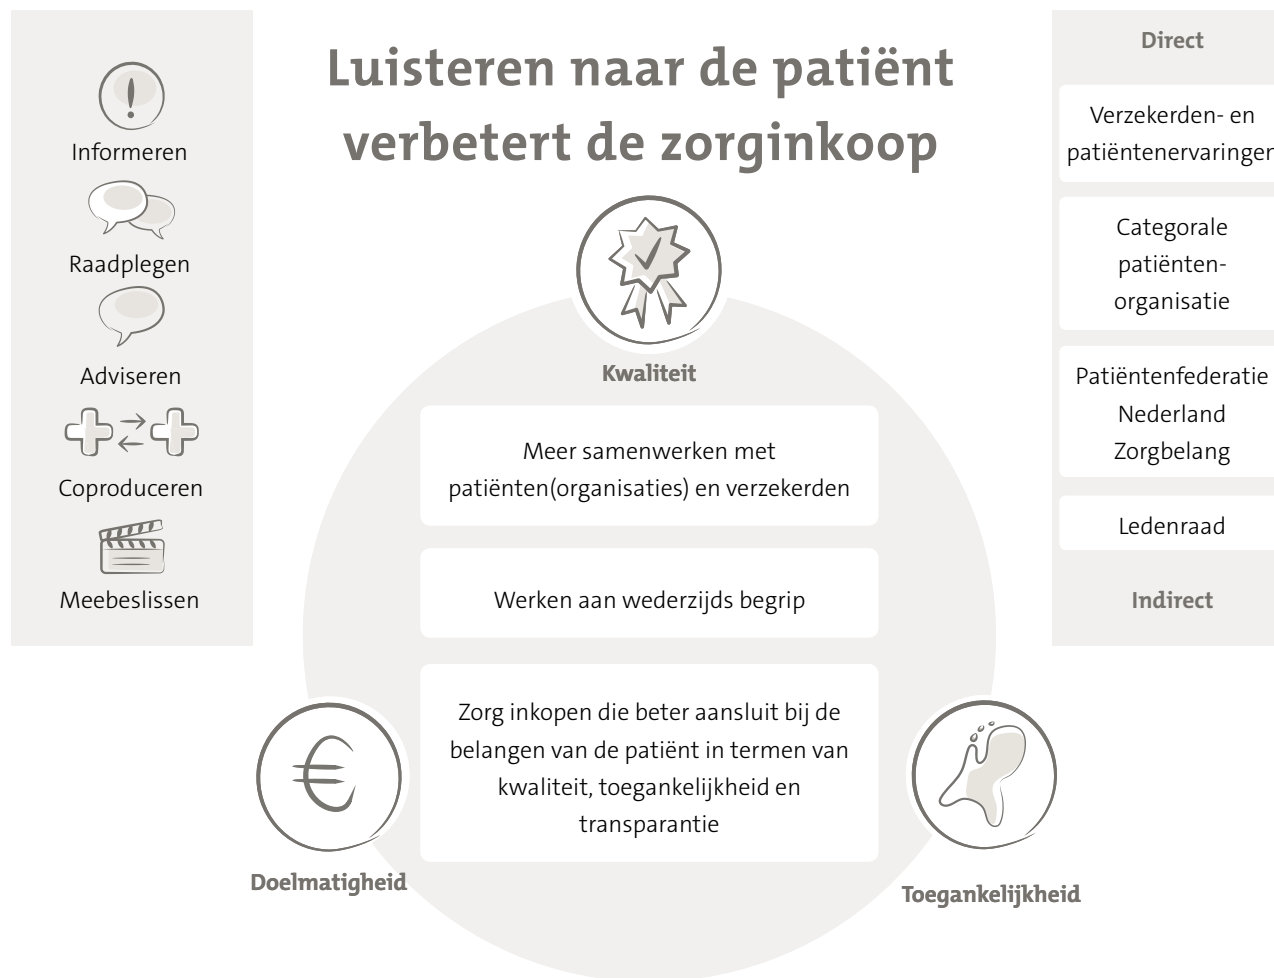 Luisteren naar de patiënt
verbetert de zorginkoop
Informeren
Raadplegen
Adviseren
Coproduceren
Meebeslissen
Kwaliteit
Meer samenwerken met
patiënten(organisaties) en verzekerden
Werken aan wederzijds begrip
Zorg inkopen die beter aansluit bij de
belangen van de patiënt in termen van
kwaliteit, toegankelijkheid en
transparantie
Doelmatigheid
Toegankelijkheid
Direct
Verzekerden- en
patiëntenervaringen
Categorale
patiënten-
organisatie
Patiëntenfederatie
Nederland
Zorgbelang
Ledenraad
Indirect